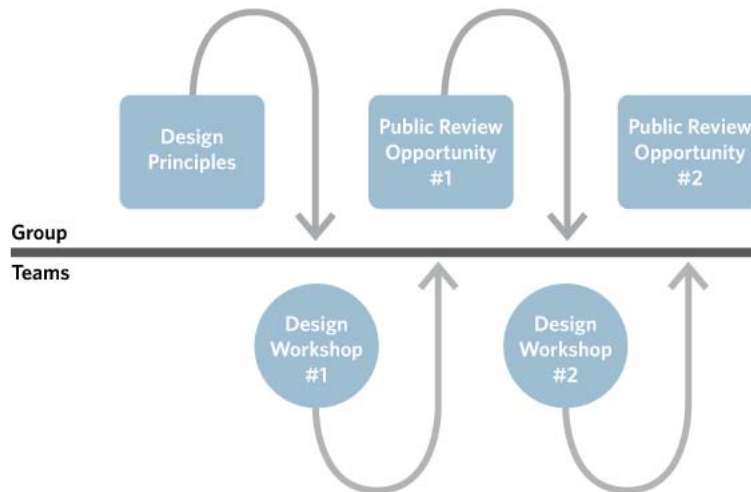 Design
Principles
Public Review
Opportunity
#1
Public Review
Opportunity
#2
Group
Teams
Design
Workshop
#1
Design
Workshop
#2